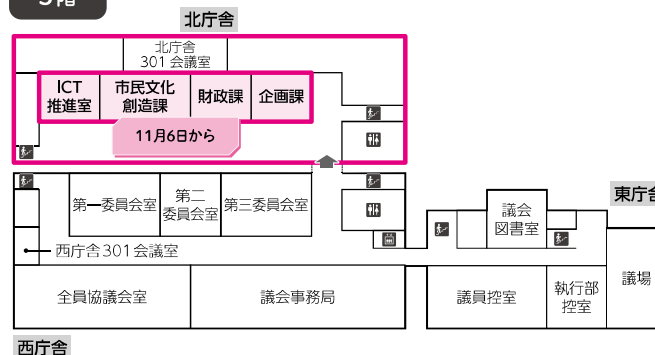 3階
北庁舎
北庁舎
301会議室
ICT
推進室
市民文化
創造課
財政課
企画課
11月6日から
第一委員会室
第二
委員会室
第三委員会室
西庁舎301会議室
全員協議会室
議会事務局
議会
図書室
東庁舎
議員控室
執行部
控室
議場
西庁舎